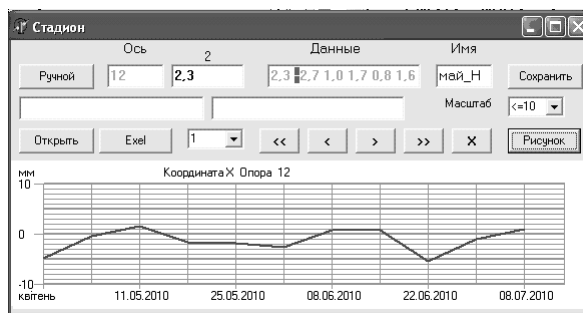 Стадион
Ось 2 Данные Имя
Ручной 12 2,3 2,3 2,7 1,0 1,7 0,8 1,6 май_Н Сохранить
Масштаб <=10
Открыть Exel 1 << < > >> X Рисунок
мм Координата X Опора 12
10
0
-10
квітень 11.05.2010 25.05.2010 08.06.2010 22.06.2010 08.07.2010